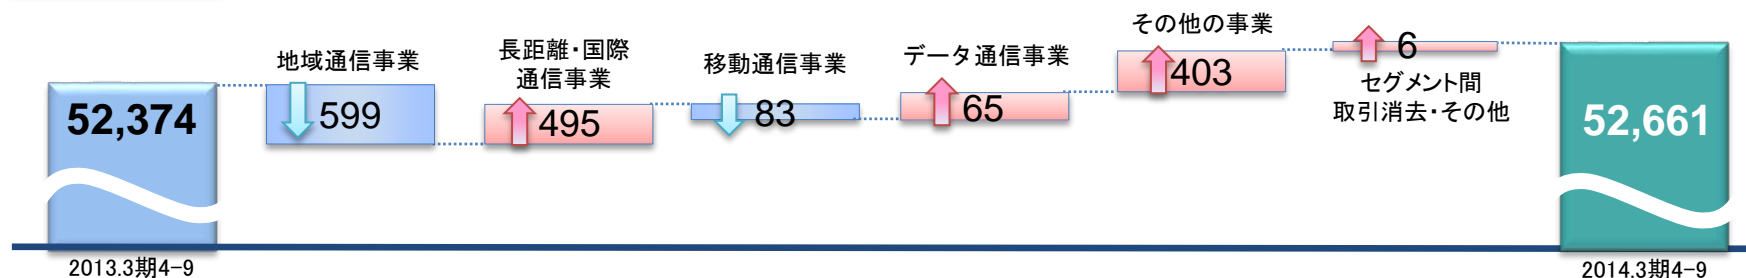 52,374
2013.3期4-9
地域通信事業
599
長距離・国際
通信事業
495
移動通信事業
83
データ通信事業
65
その他の事業
403
6
セグメント間
取引消去・その他
52,661
2014.3期4-9